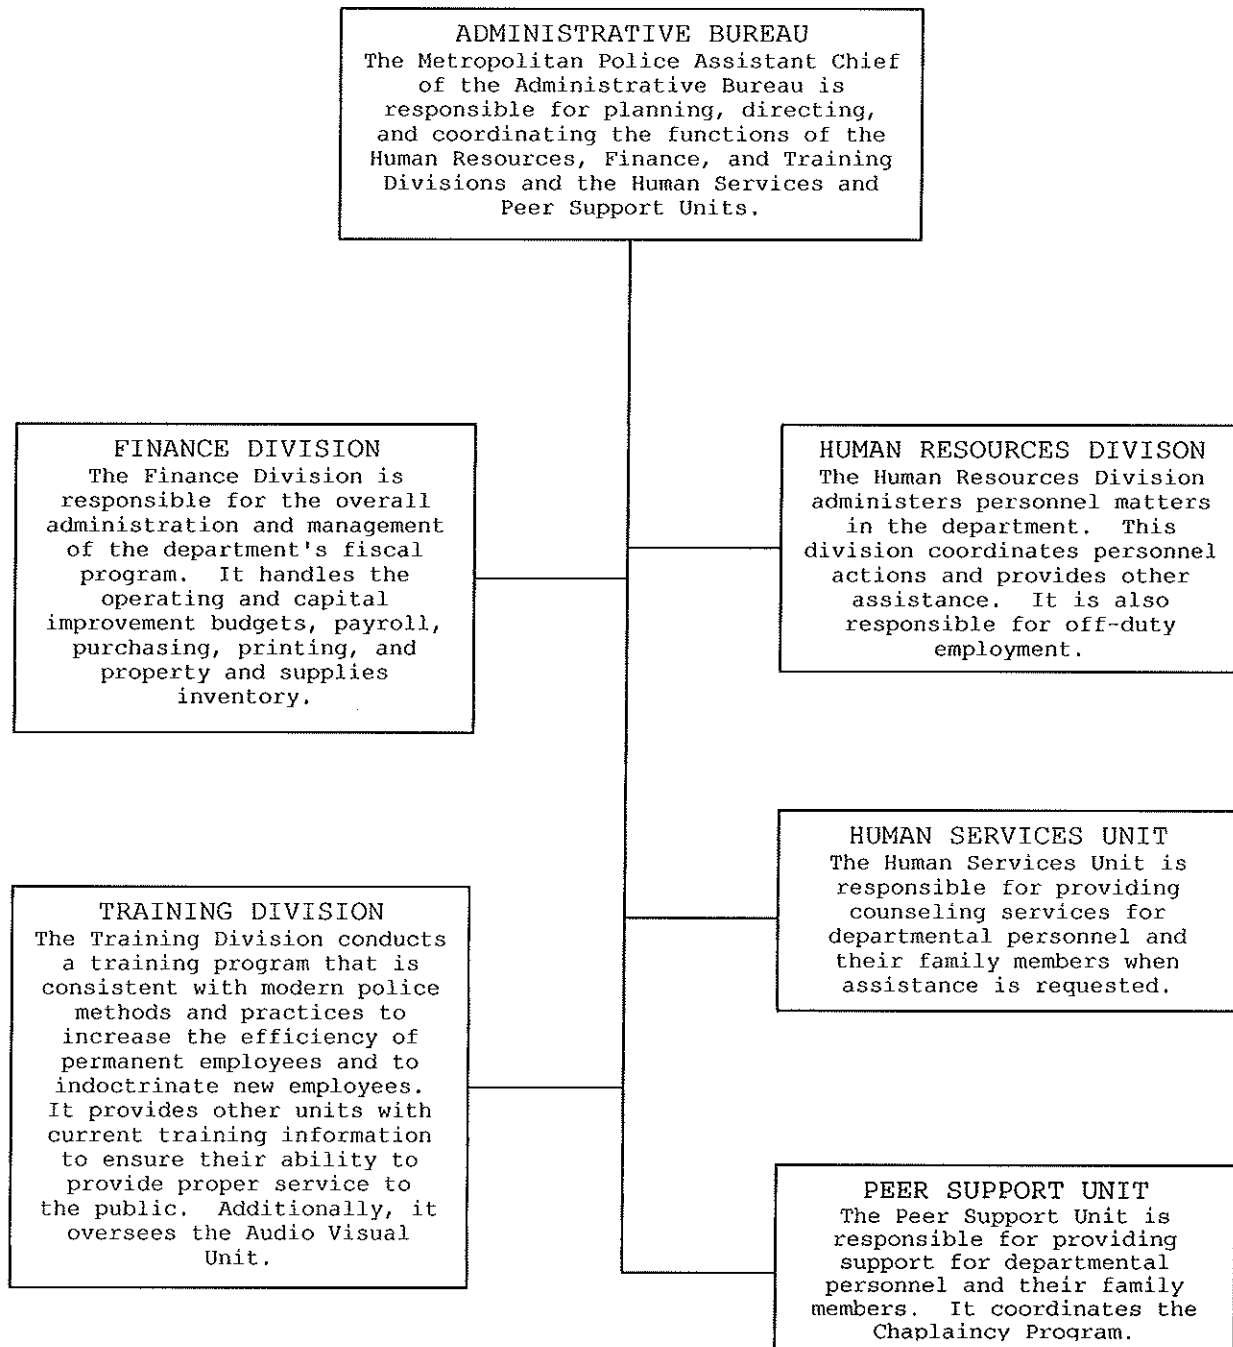 ADMINISTRATIVE BUREAU
The Metropolitan Police Assistant Chief
of the Administrative Bureau is
responsible for planning, directing,
and coordinating the functions of the
Human Resources, Finance, and Training
Divisions and the Human Services and
Peer Support Units.
FINANCE DIVISION
The Finance Division is
responsible for the overall
administration and management
of the department's fiscal
program. It handles the
operating and capital
improvement budgets, payroll,
purchasing, printing, and
property and supplies
inventory.
HUMAN RESOURCES DIVISON
The Human Resources Division
administers personnel matters
in the department. This
division coordinates personnel
actions and provides other
assistance. It is also
responsible for off-duty
employment.
HUMAN SERVICES UNIT
The Human Services Unit is
responsible for providing
counseling services for
departmental personnel and
their family members when
assistance is requested.
TRAINING DIVISION
The Training Division conducts
a training program that is
consistent with modern police
methods and practices to
increase the efficiency of
permanent employees and to
indoctrinate new employees.
It provides other units with
current training information
to ensure their ability to
provide proper service to
the public. Additionally, it
oversees the Audio Visual
Unit.
PEER SUPPORT UNIT
The Peer Support Unit is
responsible for providing
support for departmental
personnel and their family
members. It coordinates the
Chaplaincy Program.